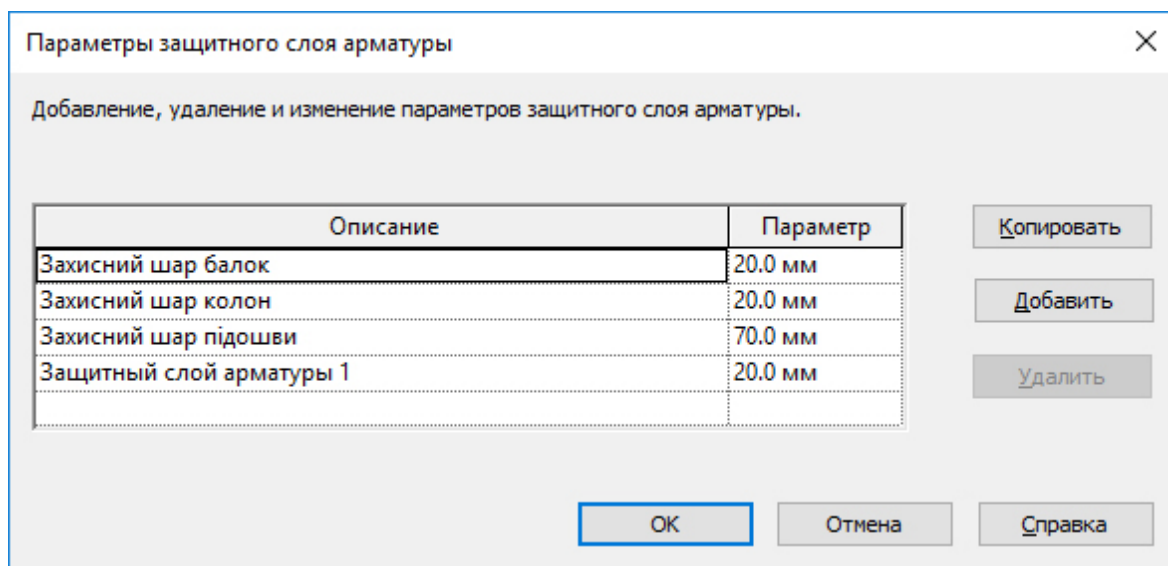 Параметры защитного слоя арматуры
Добавление, удаление и изменение параметров защитного слоя арматуры.
Описание Параметр
Захисний шар балок 20.0 мм
Захисний шар колон 20.0 мм
Захисний шар підошви 70.0 мм
Защитный слой арматуры 1 20.0 мм
Копировать
Добавить
Удалить
ОК Отмена Справка